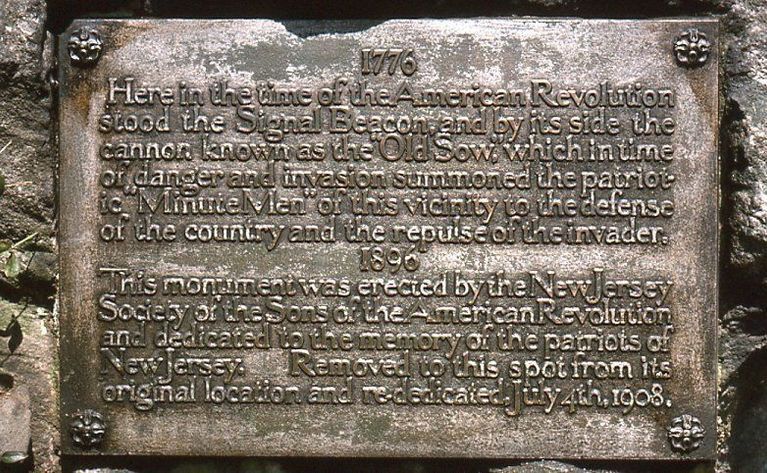 1776
Here in the time of the American Revolution
stood the Signal Beacon, and by its side the
cannon known as the "Old Sow", which in time
of danger and invasion summoned the patriot-
ic "Minute Men" of this vicinity to the defense
of the country and the repulse of the invader.
1896
This monument was erected by the New Jersey
Society of the Sons of the American Revolution
and dedicated to the memory of the patriots of
New Jersey. Removed to this spot from its
original location and re-dedicated, July 4th, 1908.